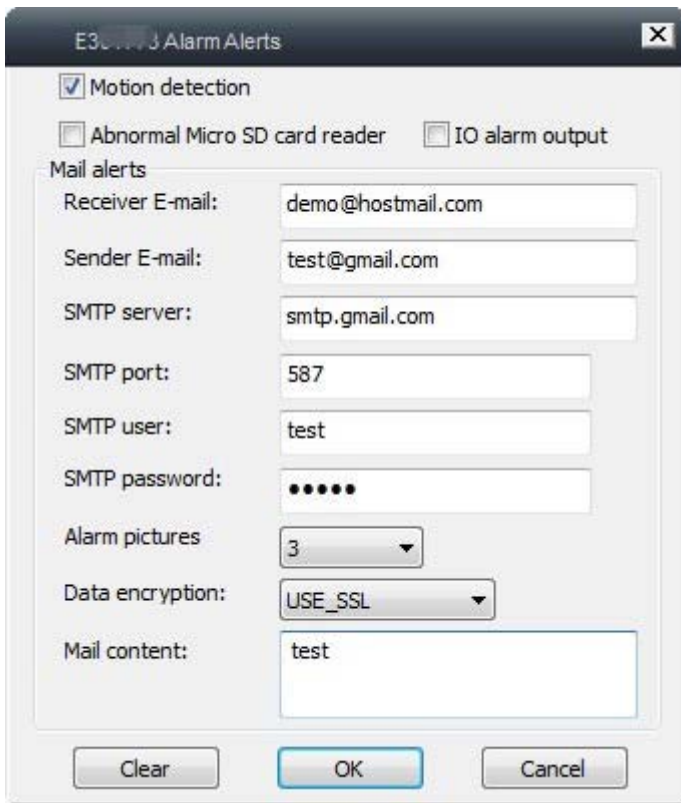 Alarm Alerts
Motion detection
Abnormal Micro SD card reader IO alarm output
Mail alerts
Receiver E-mail: demo@hostmail.com
Sender E-mail: test@gmail.com
SMTP server: smtp.gmail.com
SMTP port: 587
SMTP user: test
SMTP password: •••••
Alarm pictures 3
Data encryption: USE_SSL
Mail content: test
Clear OK Cancel